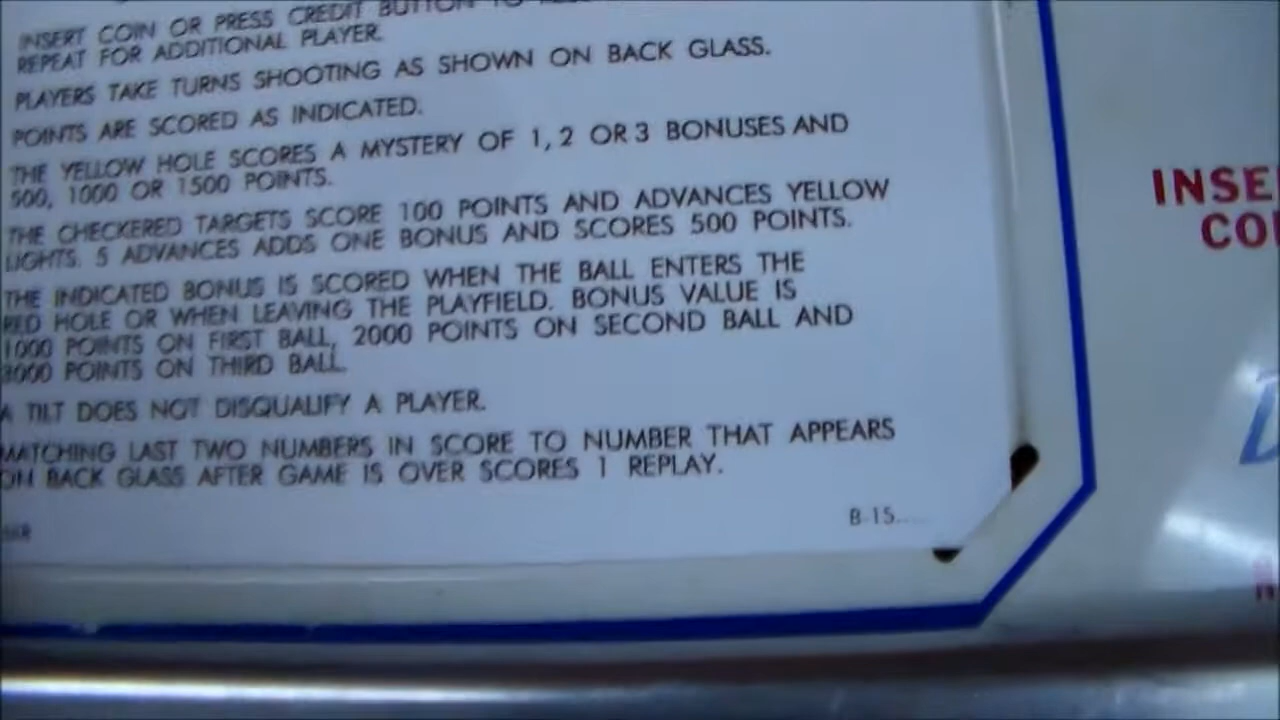 INSERT COIN OR PRESS CREDIT BUTTON TO
REPEAT FOR ADDITIONAL PLAYER.
PLAYERS TAKE TURNS SHOOTING AS SHOWN ON BACK GLASS.
POINTS ARE SCORED AS INDICATED.
THE YELLOW HOLE SCORES A MYSTERY OF 1, 2 OR 3 BONUSES AND
500, 1000 OR 1500 POINTS.
THE CHECKERED TARGETS SCORE 100 POINTS AND ADVANCES YELLOW
LIGHTS. 5 ADVANCES ADDS ONE BONUS AND SCORES 500 POINTS.
THE INDICATED BONUS IS SCORED WHEN THE BALL ENTERS THE
RED HOLE OR WHEN LEAVING THE PLAYFIELD. BONUS VALUE IS
1000 POINTS ON FIRST BALL, 2000 POINTS ON SECOND BALL AND
3000 POINTS ON THIRD BALL.
A TILT DOES NOT DISQUALIFY A PLAYER.
MATCHING LAST TWO NUMBERS IN SCORE TO NUMBER THAT APPEARS
ON BACK GLASS AFTER GAME IS OVER SCORES 1 REPLAY.
B-15
INSE
CO